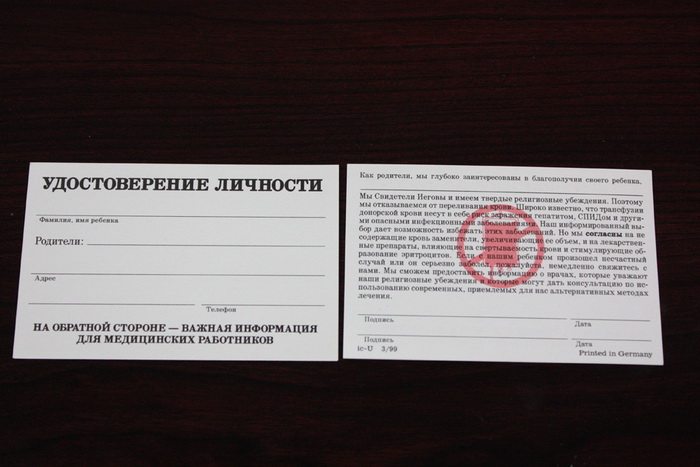 УДОСТОВЕРЕНИЕ ЛИЧНОСТИ
Фамилия, имя ребенка
Родители:
Адрес
Телефон
НА ОБРАТНОЙ СТОРОНЕ — ВАЖНАЯ ИНФОРМАЦИЯ
ДЛЯ МЕДИЦИНСКИХ РАБОТНИКОВ
Как родители, мы глубоко заинтересованы в благополучии своего ребенка,
Мы Свидетели Иеговы и имеем твердые религиозные убеждения. Поэтому
мы отказываемся от переливания крови. Широко известно, что трансфузии
донорской крови несут в себе риск заражения гепатитом, СПИДом и други-
ми опасными инфекционными заболеваниями. Наш информированный вы-
бор дает возможность избежать этих заболеваний. Но мы согласны на не
содержащие кровь заменители, увеличивающие ее объем, и на лекарствен-
ные препараты, влияющие на свертываемость крови и стимулирующие об-
разование эритроцитов. Если с нашим ребенком произошел несчастный
случай или он серьезно заболел, пожалуйста, немедленно свяжитесь с
нами. Мы сможем предоставить информацию о врачах, которые уважают
наши религиозные убеждения и которые могут дать консультацию по ис-
пользованию современных, приемлемых для нас альтернативных методах
лечения.
Подпись Дата
Подпись Дата
ic-U 3/99 Printed in Germany